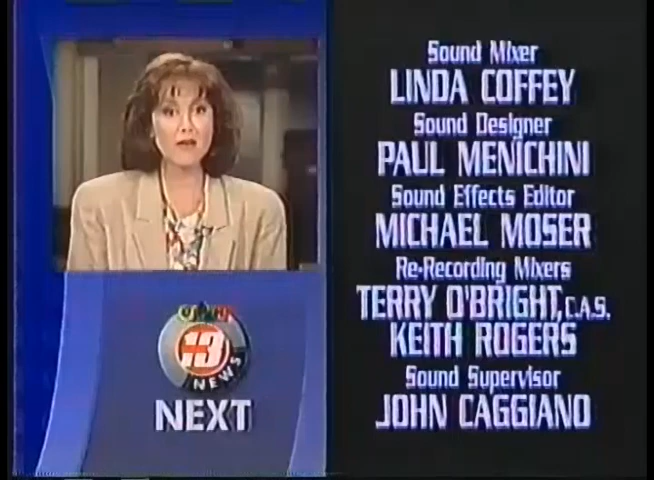 13
NEWS
NEXT
Sound Mixer
LINDA COFFEY
Sound Designer
PAUL MENICHINI
Sound Effects Editor
MICHAEL MOSER
Re-Recording Mixers
TERRY O'BRIGHT, C.A.S.
KEITH ROGERS
Sound Supervisor
JOHN CAGGIANO